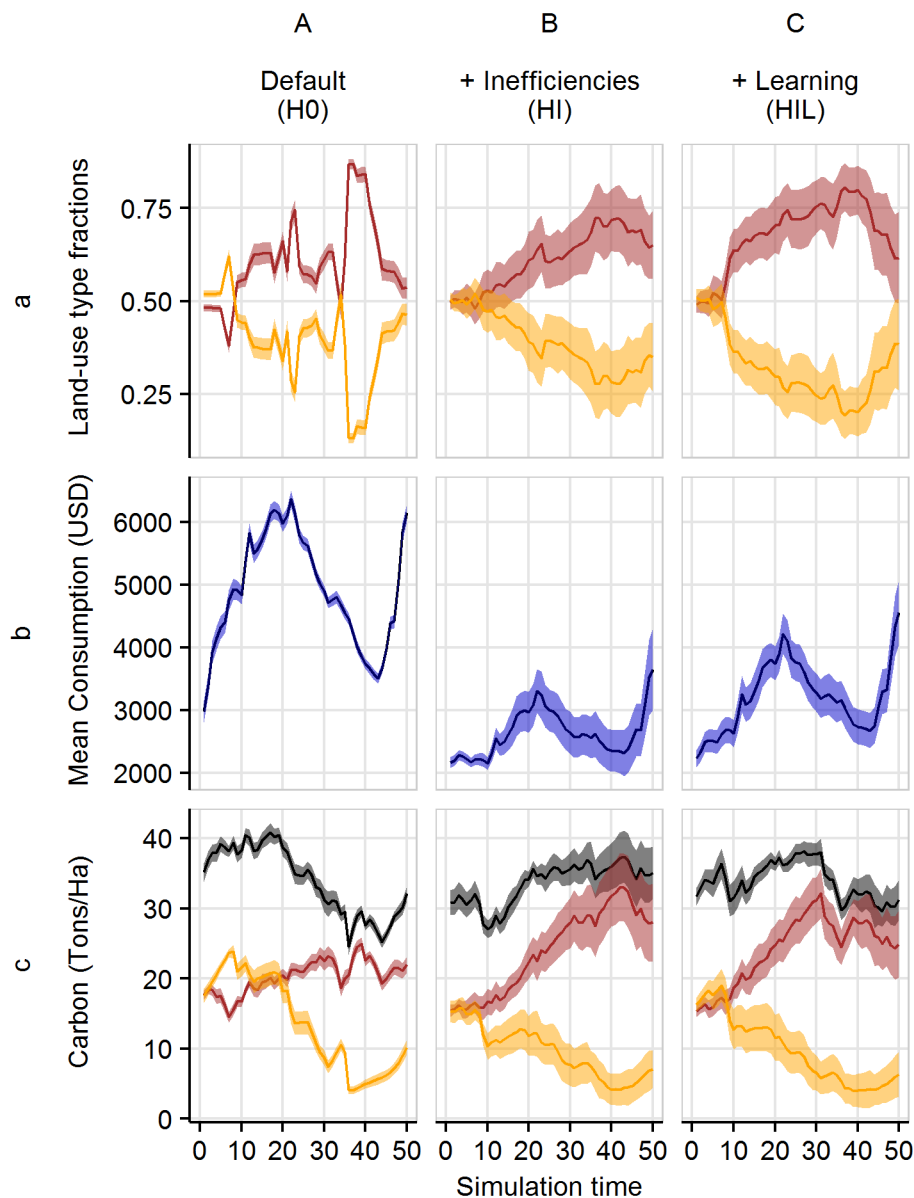 A B C
Default + Inefficiencies + Learning
(H0) (HI) (HIL)
a
Land-use type fractions
0.75
0.50
0.25
b
Mean Consumption (USD)
6000
5000
4000
3000
2000
c
Carbon (Tons/Ha)
40
30
20
10
0
0 10 20 30 40 50 0 10 20 30 40 50 0 10 20 30 40 50
Simulation time